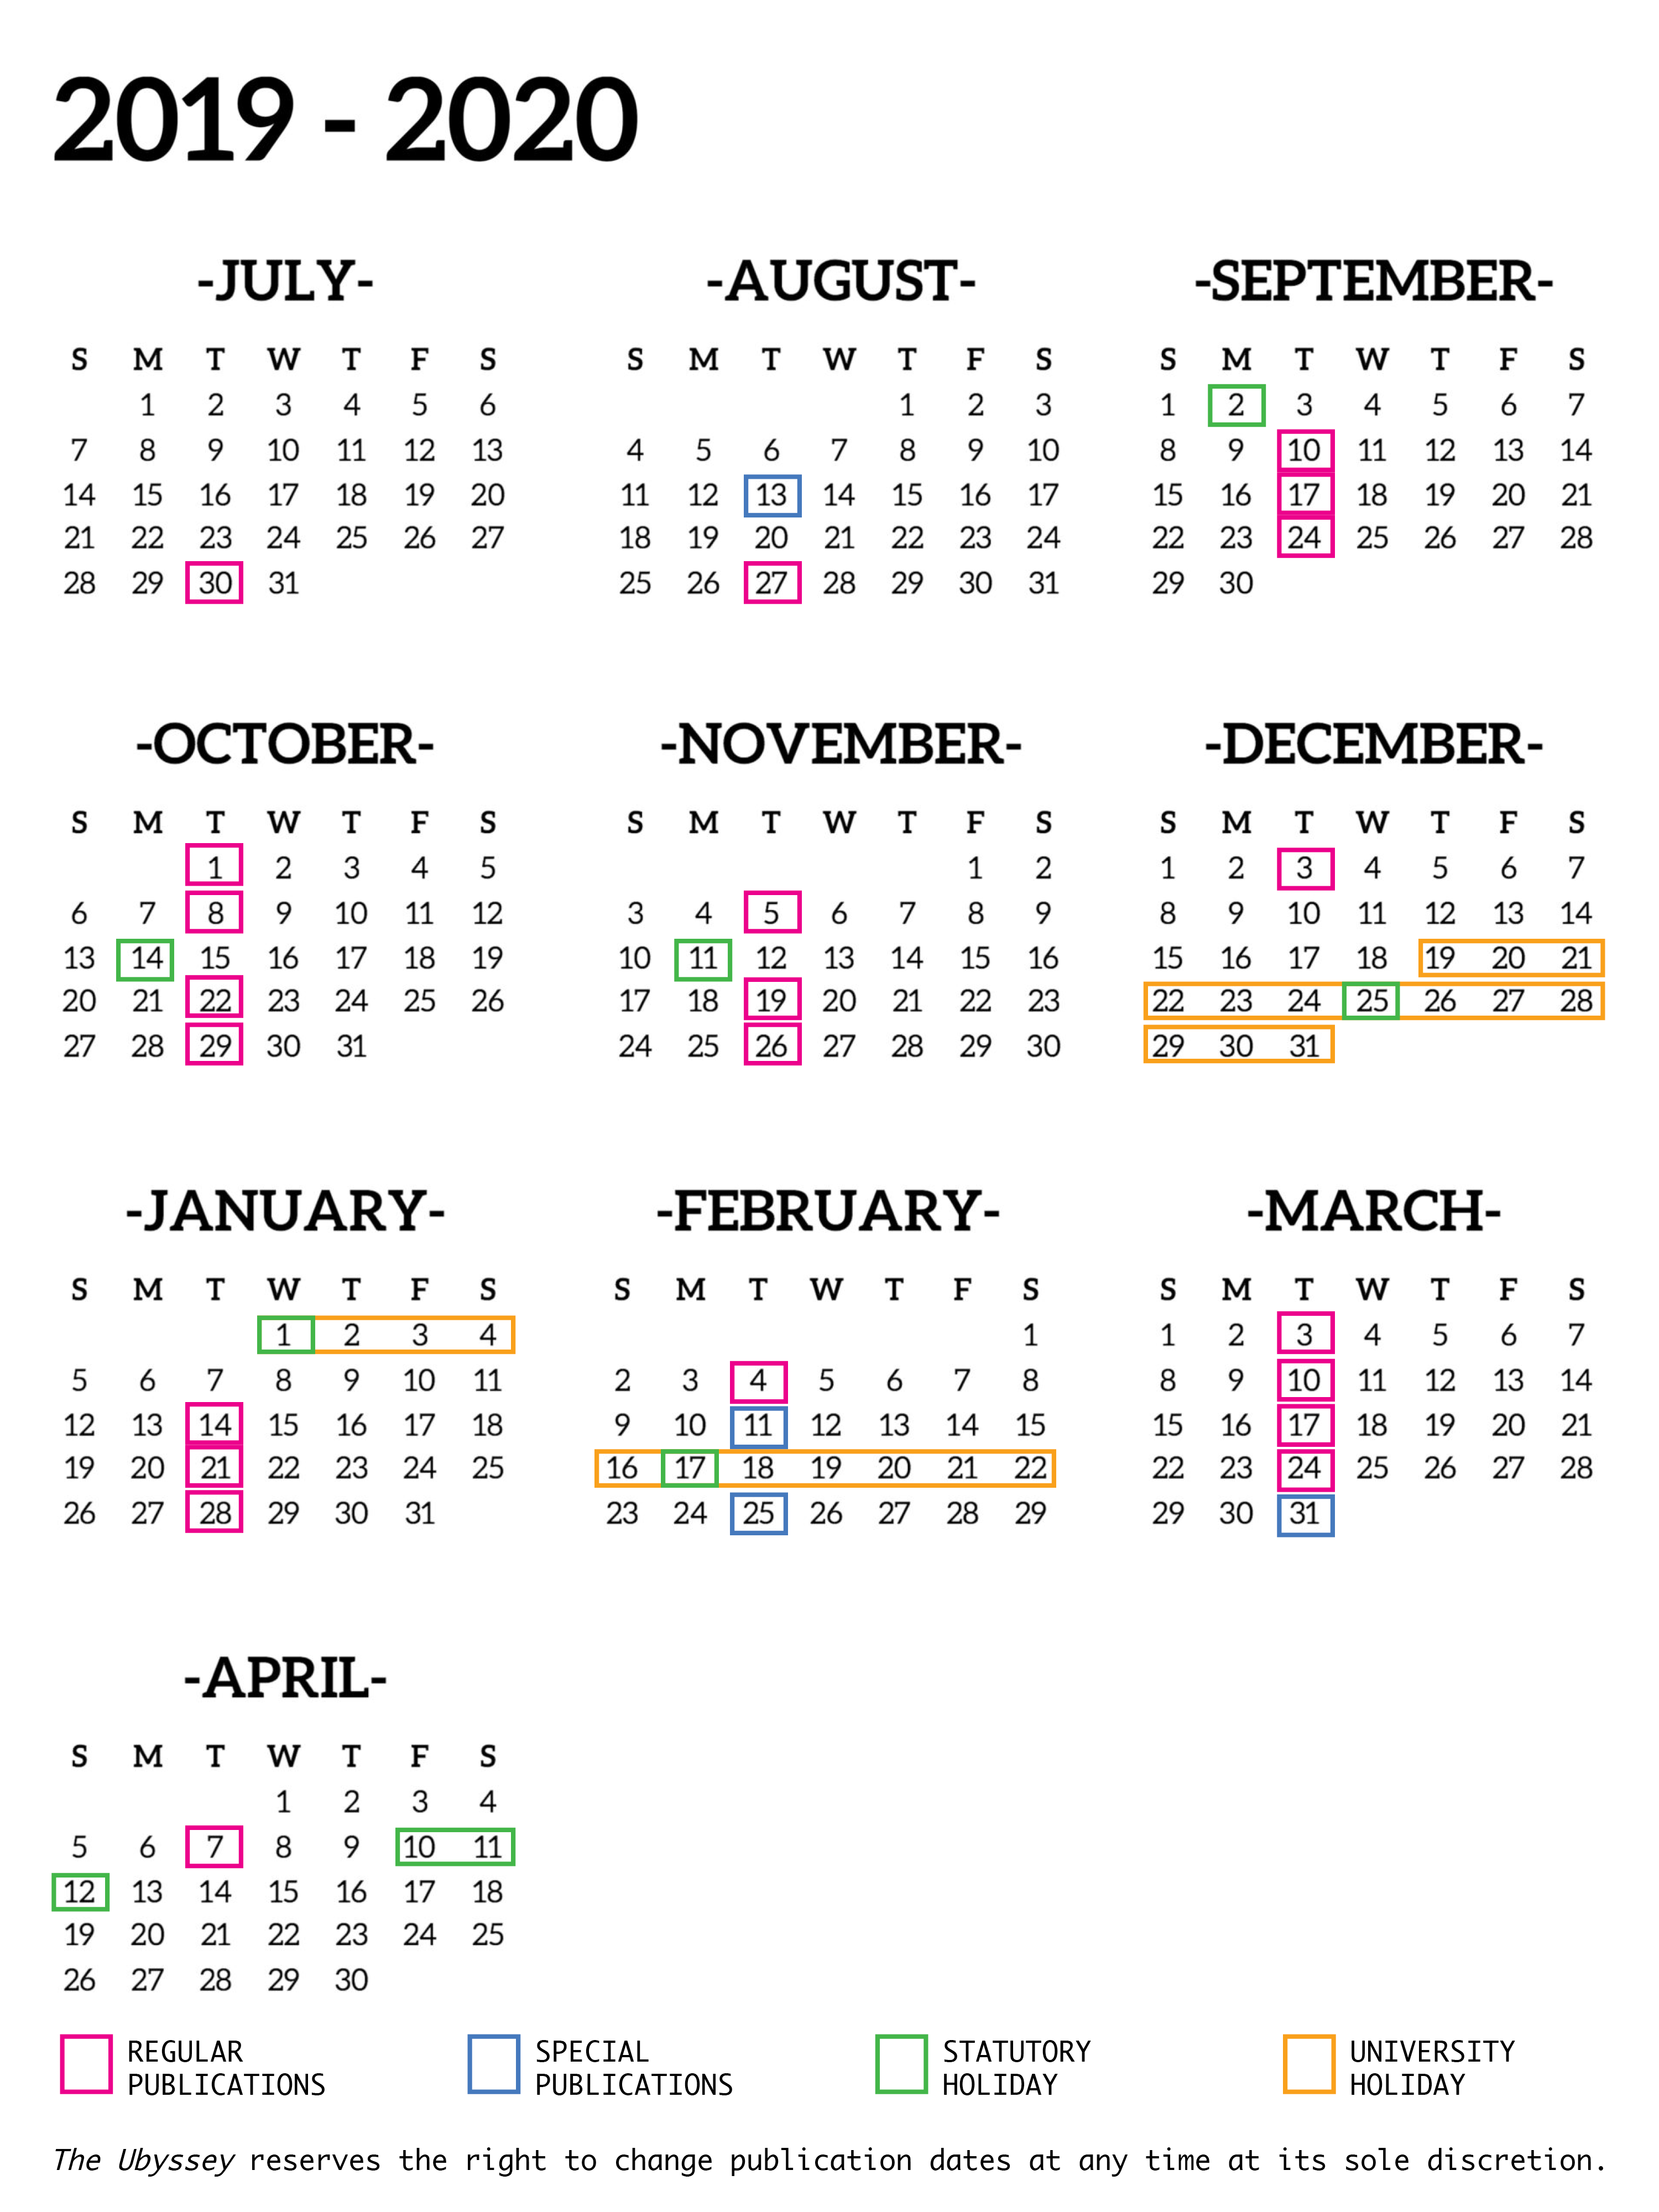 2019 - 2020
-JULY-
S M T W T F S
1 2 3 4 5 6
7 8 9 10 11 12 13
14 15 16 17 18 19 20
21 22 23 24 25 26 27
28 29 30 31
-AUGUST-
S M T W T F S
1 2 3
4 5 6 7 8 9 10
11 12 13 14 15 16 17
18 19 20 21 22 23 24
25 26 27 28 29 30 31
-SEPTEMBER-
S M T W T F S
1 2 3 4 5 6 7
8 9 10 11 12 13 14
15 16 17 18 19 20 21
22 23 24 25 26 27 28
29 30
-OCTOBER-
S M T W T F S
1 2 3 4 5
6 7 8 9 10 11 12
13 14 15 16 17 18 19
20 21 22 23 24 25 26
27 28 29 30 31
-NOVEMBER-
S M T W T F S
1 2
3 4 5 6 7 8 9
10 11 12 13 14 15 16
17 18 19 20 21 22 23
24 25 26 27 28 29 30
-DECEMBER-
S M T W T F S
1 2 3 4 5 6 7
8 9 10 11 12 13 14
15 16 17 18 19 20 21
22 23 24 25 26 27 28
29 30 31
-JANUARY-
S M T W T F S
1 2 3 4
5 6 7 8 9 10 11
12 13 14 15 16 17 18
19 20 21 22 23 24 25
26 27 28 29 30 31
-FEBRUARY-
S M T W T F S
1
2 3 4 5 6 7 8
9 10 11 12 13 14 15
16 17 18 19 20 21 22
23 24 25 26 27 28 29
-MARCH-
S M T W T F S
1 2 3 4 5 6 7
8 9 10 11 12 13 14
15 16 17 18 19 20 21
22 23 24 25 26 27 28
29 30 31
-APRIL-
S M T W T F S
1 2 3 4
5 6 7 8 9 10 11
12 13 14 15 16 17 18
19 20 21 22 23 24 25
26 27 28 29 30
REGULAR
PUBLICATIONS
SPECIAL
PUBLICATIONS
STATUTORY
HOLIDAY
UNIVERSITY
HOLIDAY
The Ubyssey reserves the right to change publication dates at any time at its sole discretion.